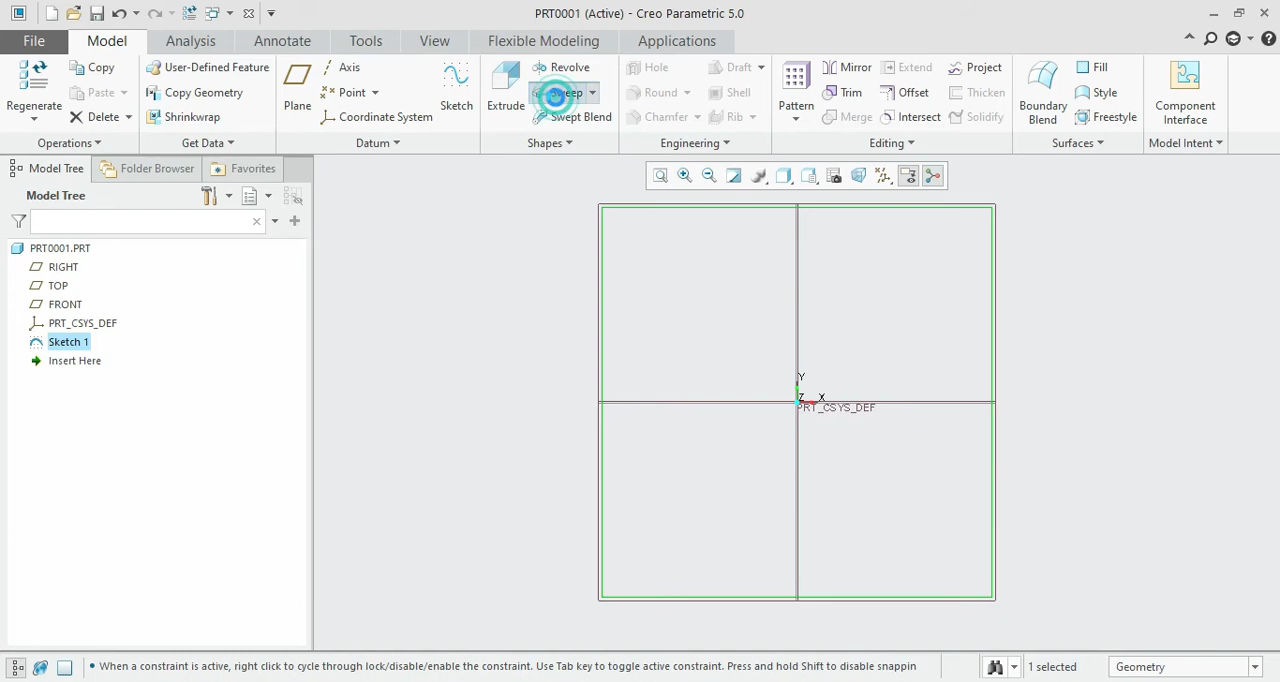 PRT0001 (Active) - Creo Parametric 5.0
File Model Analysis Annotate Tools View Flexible Modeling Applications
Regenerate
Copy
Paste
Delete
Operations
User-Defined Feature
Copy Geometry
Shrinkwrap
Get Data
Plane
Axis
Point
Coordinate System
Sketch
Datum
Extrude
Revolve
Sweep
Swept Blend
Shapes
Hole
Round
Chamfer
Draft
Shell
Rib
Engineering
Pattern
Mirror
Trim
Merge
Extend
Offset
Intersect
Project
Thicken
Solidify
Editing
Boundary
Blend
Fill
Style
Freestyle
Surfaces
Component
Interface
Model Intent
Model Tree Folder Browser Favorites
Model Tree
PRT0001.PRT
RIGHT
TOP
FRONT
PRT_CSYS_DEF
Sketch 1
Insert Here
Y
Z X
PRT_CSYS_DEF
• When a constraint is active, right click to cycle through lock/disable/enable the constraint. Use Tab key to toggle active constraint. Press and hold Shift to disable snappin
1 selected
Geometry